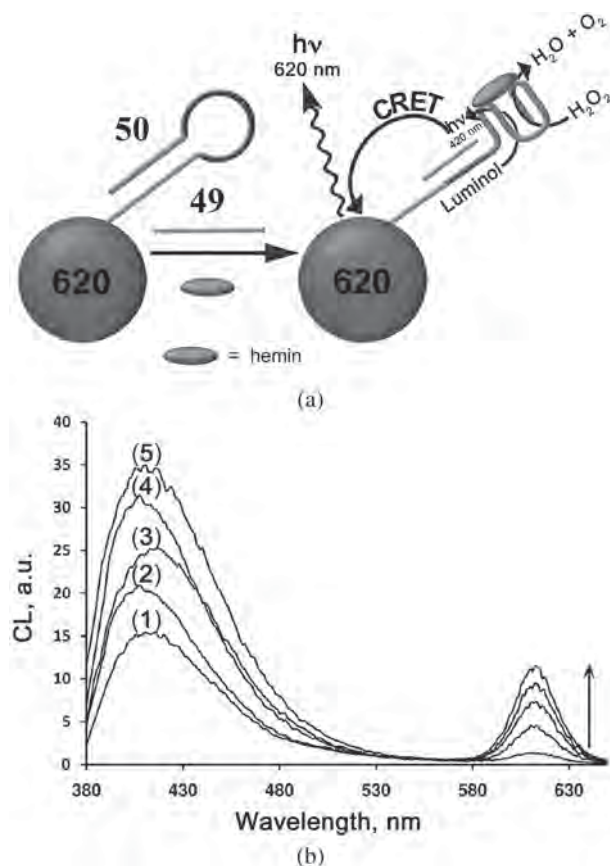 hν
620 nm
50
49
CRET
hν
420 nm
Luminol
H2O + O2
H2O2
620
620
= hemin
(a)
40
35
30
25
20
15
10
5
0
CL, a.u.
(5)
(4)
(3)
(2)
(1)
380
430
480
530
580
630
Wavelength, nm
(b)